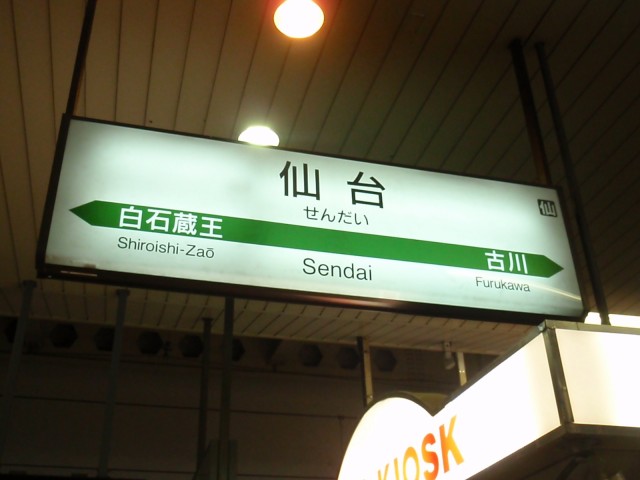 仙台
仙
せんだい
白石蔵王
古川
Shiroishi-Zaō
Sendai
Furukawa
KIOSK